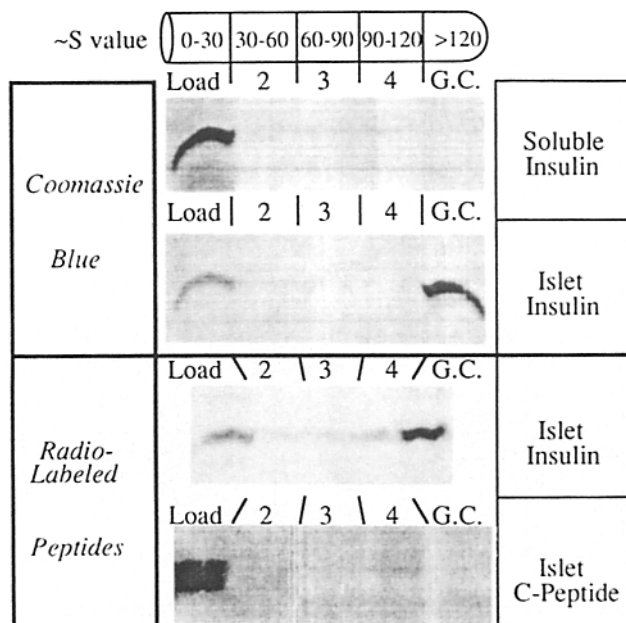 ~S value 0-30 30-60 60-90 90-120 >120
Load 2 3 4 G.C.
Coomassie
Blue
Soluble
Insulin
Load 2 3 4 G.C.
Islet
Insulin
Load 2 3 4 G.C.
Radio-
Labeled
Peptides
Islet
Insulin
Load 2 3 4 G.C.
Islet
C-Peptide